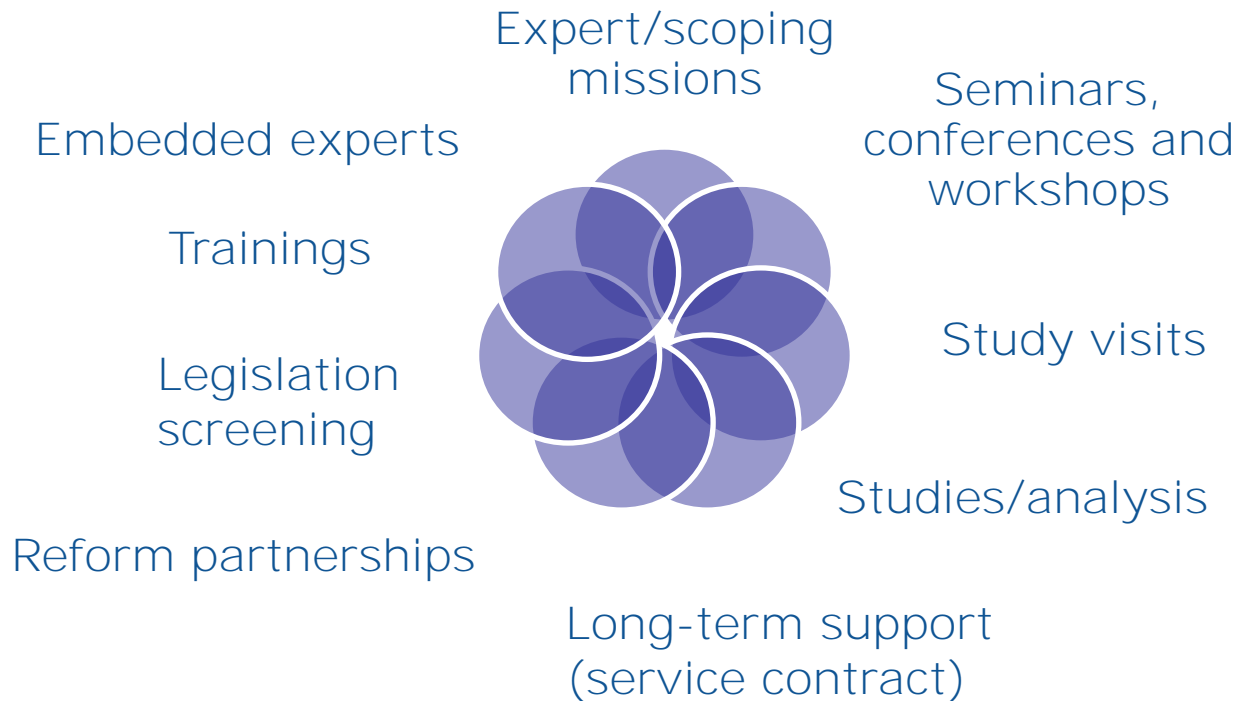 Expert/scoping
missions
Seminars,
conferences and
workshops
Embedded experts
Trainings
Study visits
Legislation
screening
Studies/analysis
Reform partnerships
Long-term support
(service contract)